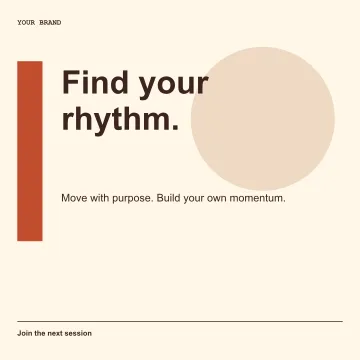 YOUR BRAND
Find your
rhythm.
Move with purpose. Build your own momentum.
Join the next session